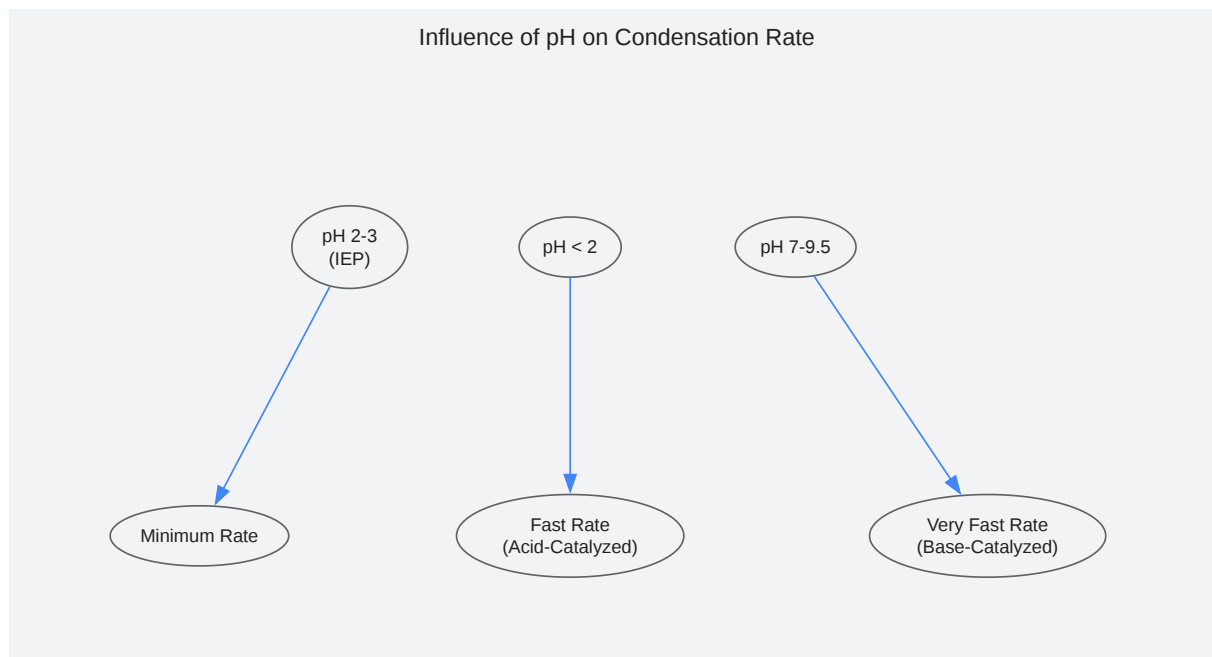 Influence of pH on Condensation Rate
pH 2-3
(IEP)
pH < 2
pH 7-9.5
Minimum Rate
Fast Rate
(Acid-Catalyzed)
Very Fast Rate
(Base-Catalyzed)